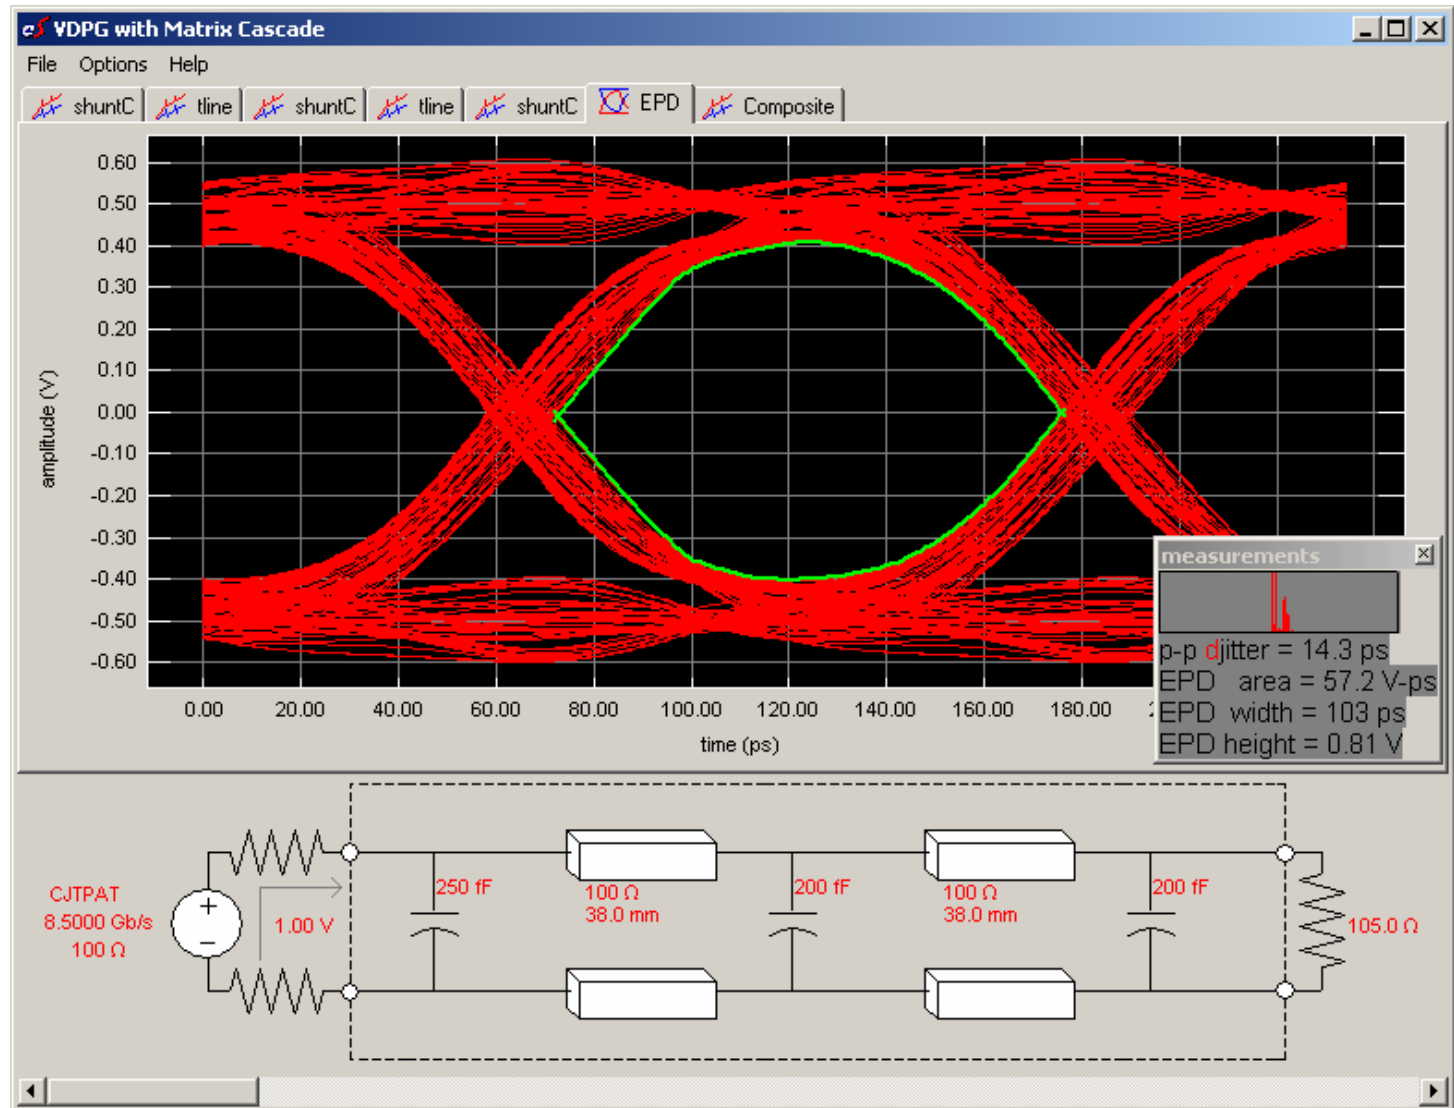 VDPG with Matrix Cascade
File Options Help
shuntC tline shuntC tline shuntC EPD Composite
0.60
0.50
0.40
0.30
0.20
0.10
0.00
-0.10
-0.20
-0.30
-0.40
-0.50
-0.60
amplitude (V)
0.00 20.00 40.00 60.00 80.00 100.00 120.00 140.00 160.00 180.00
time (ps)
measurements
p-p djitter = 14.3 ps
EPD area = 57.2 V-ps
EPD width = 103 ps
EPD height = 0.81 V
CJTPAT
8.5000 Gb/s
100 Ω
1.00 V
250 fF
100 Ω
38.0 mm
200 fF
100 Ω
38.0 mm
200 fF
105.0 Ω